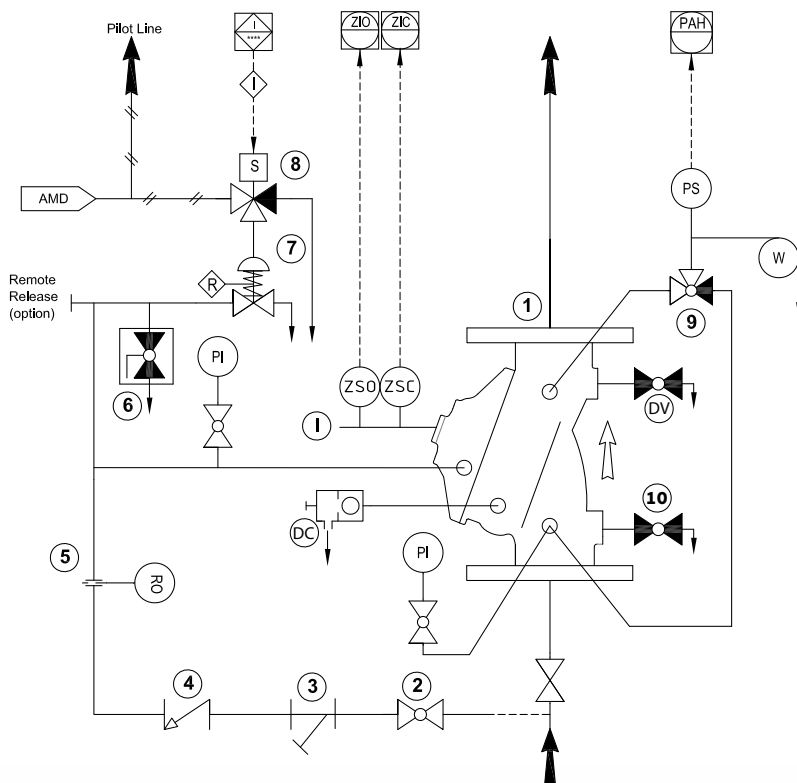 Pilot Line
I
****
ZIO
ZIC
PAH
I
S
8
PS
AMD
7
W
Remote
Release
(option)
R
1
9
PI
ZSO
ZSC
6
I
DV
10
DC
PI
5
RO
4
3
2